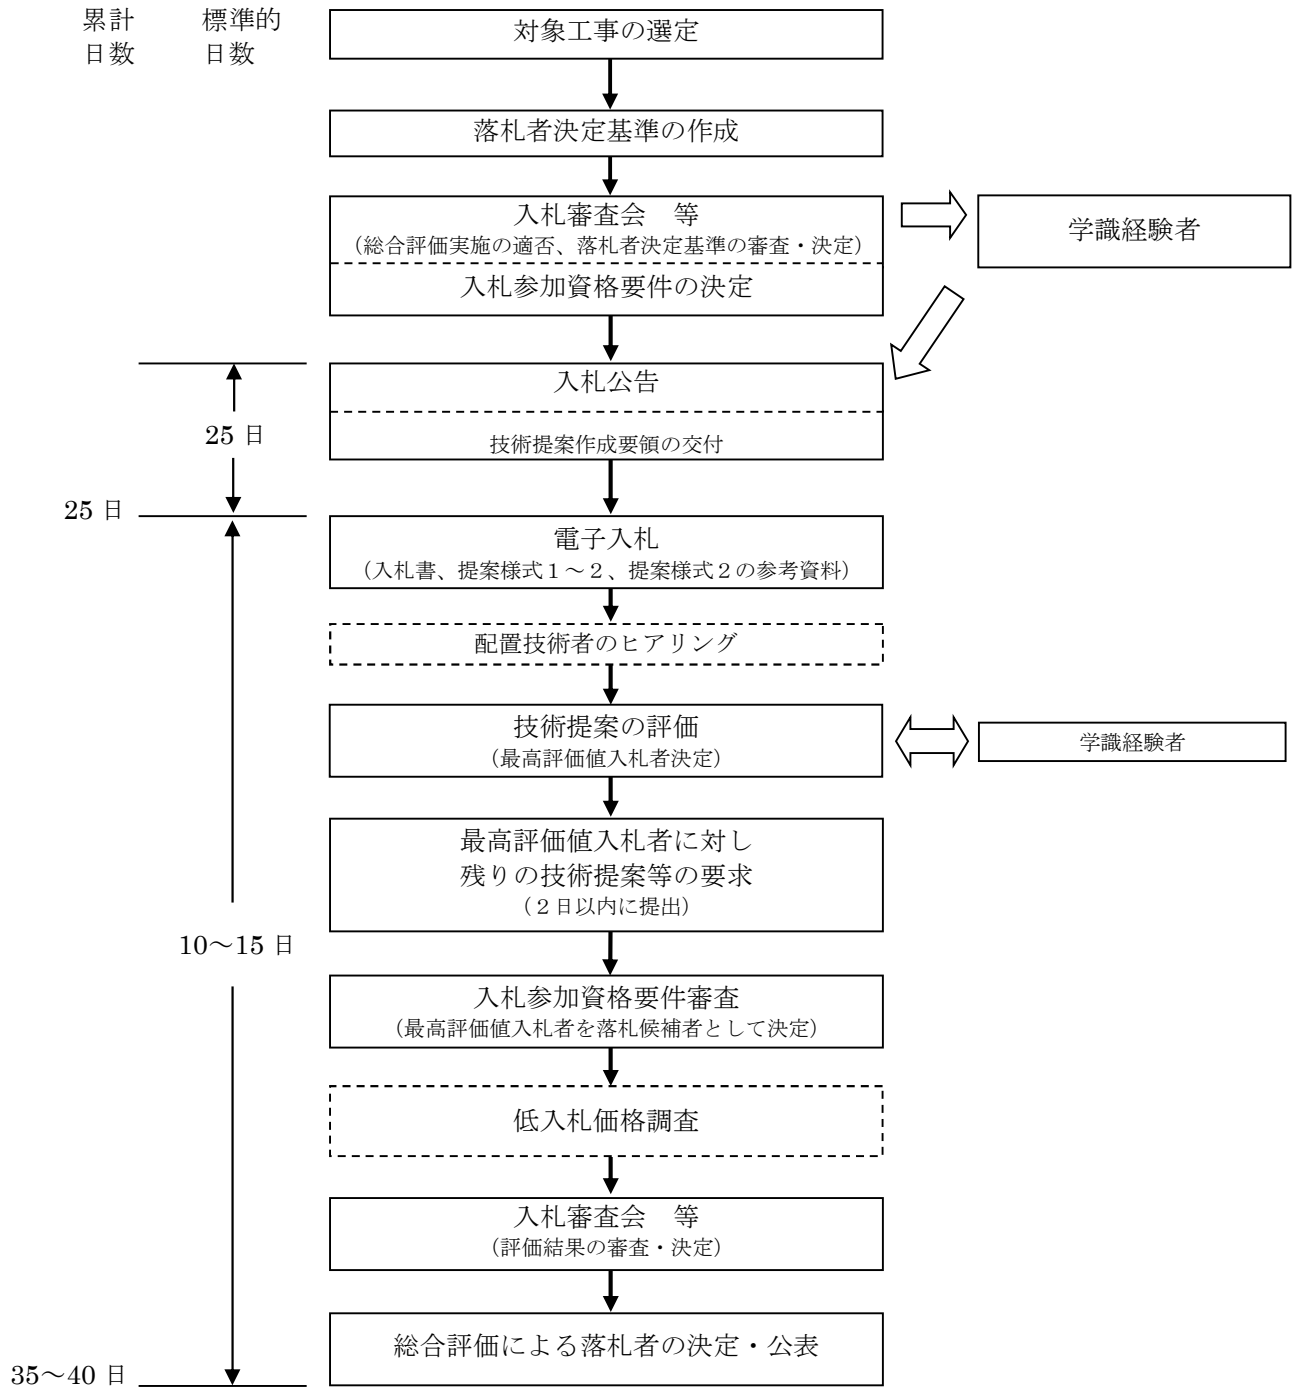 累計
日数
標準的
日数
対象工事の選定
落札者決定基準の作成
入札審査会　等
（総合評価実施の適否、落札者決定基準の審査・決定）
入札参加資格要件の決定
学識経験者
入札公告
技術提案作成要領の交付
25 日
25 日
電子入札
（入札書、提案様式１～２、提案様式２の参考資料）
配置技術者のヒアリング
技術提案の評価
（最高評価値入札者決定）
学識経験者
最高評価値入札者に対し
残りの技術提案等の要求
（２日以内に提出）
10～15 日
入札参加資格要件審査
（最高評価値入札者を落札候補者として決定）
低入札価格調査
入札審査会　等
（評価結果の審査・決定）
総合評価による落札者の決定・公表
35～40 日